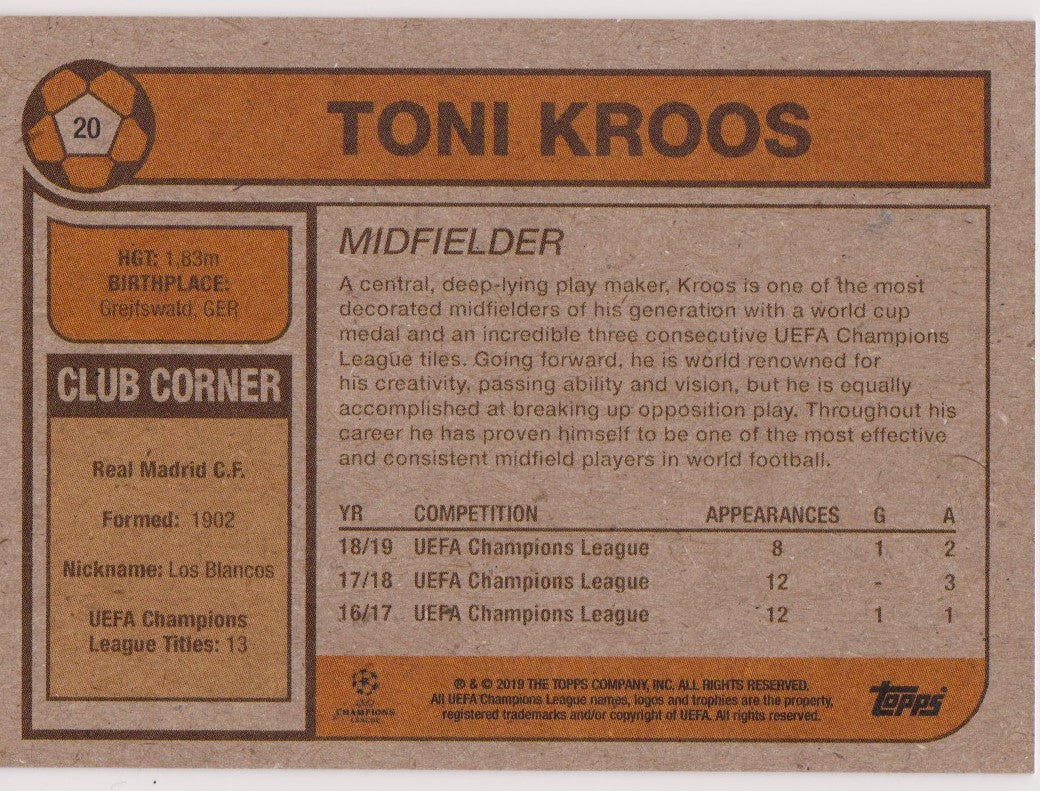 20
TONI KROOS
HGT: 1,83m
BIRTHPLACE:
Greifswald, GER
CLUB CORNER
Real Madrid C.F.
Formed: 1902
Nickname: Los Blancos
UEFA Champions
League Titles: 13
MIDFIELDER
A central, deep-lying play maker, Kroos is one of the most
decorated midfielders of his generation with a world cup
medal and an incredible three consecutive UEFA Champions
League tiles. Going forward, he is world renowned for
his creativity, passing ability and vision, but he is equally
accomplished at breaking up opposition play. Throughout his
career he has proven himself to be one of the most effective
and consistent midfield players in world football.
YR COMPETITION APPEARANCES G A
18/19 UEFA Champions League 8 1 2
17/18 UEFA Champions League 12 - 3
16/17 UEFA Champions League 12 1 1
CHAMPIONS
LEAGUE
® & © 2019 THE TOPPS COMPANY, INC. ALL RIGHTS RESERVED.
All UEFA Champions League names, logos and trophies are the property,
registered trademarks and/or copyright of UEFA. All rights reserved.
topps